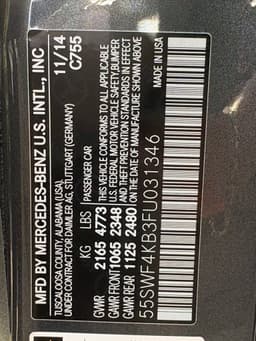 MFD BY MERCEDES-BENZ U.S. INTL., INC
TUSCALOOSA COUNTY, ALABAMA (USA)
UNDER CONTRACT FOR DAIMLER AG, STUTTGART (GERMANY)
11/14
C755
KG LBS
GVWR 2165 4773
GAWR FRONT 1065 2348
GAWR REAR 1125 2480
PASSENGER CAR
THIS VEHICLE CONFORMS TO ALL APPLICABLE
U.S. FEDERAL MOTOR VEHICLE SAFETY, BUMPER
AND THEFT PREVENTION STANDARDS IN EFFECT
ON THE DATE OF MANUFACTURE SHOWN ABOVE.
55SWF4KB3FU031346
MADE IN USA